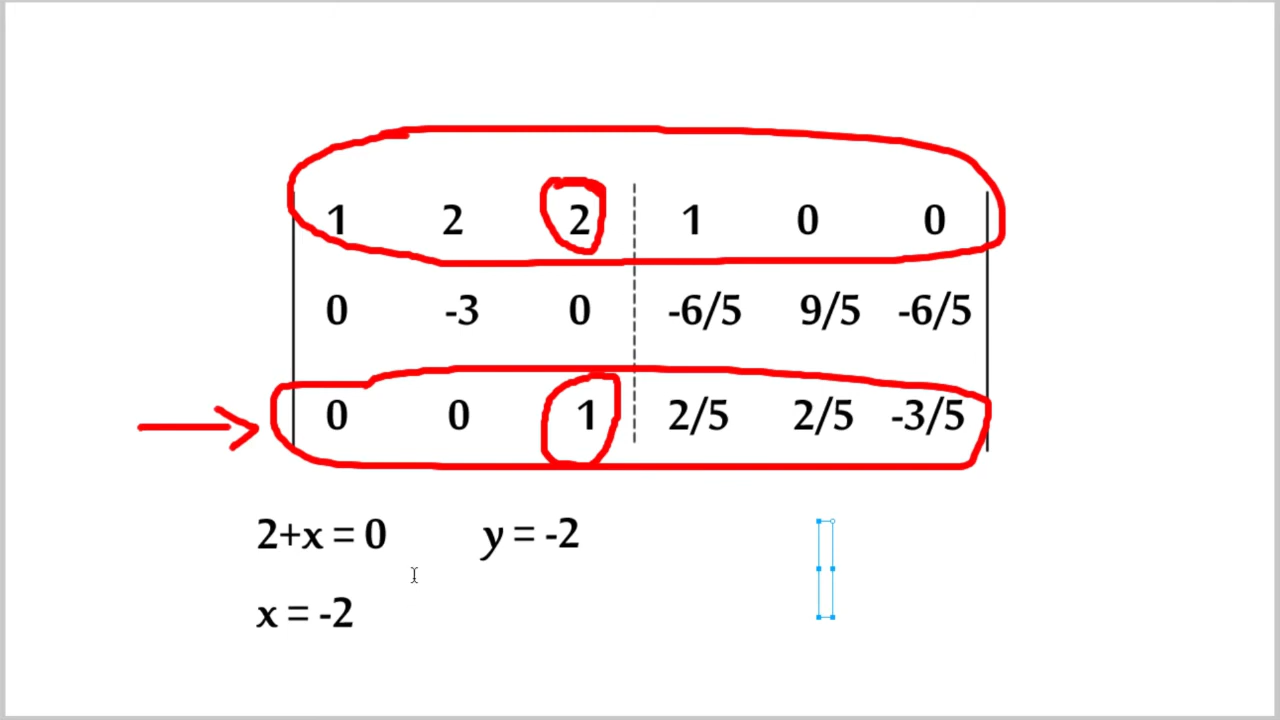 1 2 2 1 0 0
0 -3 0 -6/5 9/5 -6/5
0 0 1 2/5 2/5 -3/5
2+x = 0 y = -2
x = -2